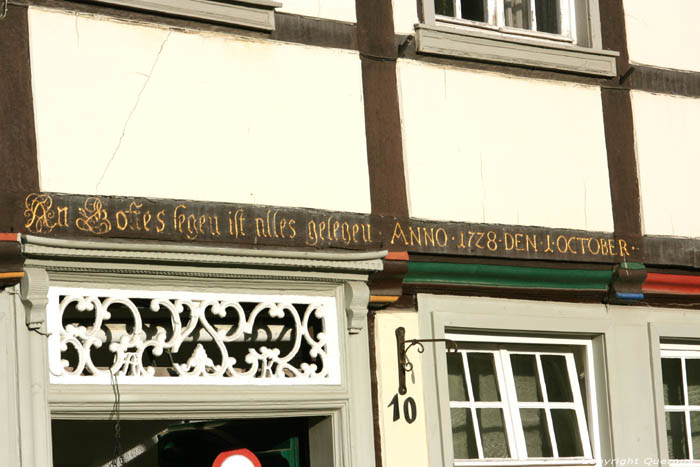 An Gottes segen ist alles gelegen ANNO · 1728 · DEN · 1 · OCTOBER ·
10